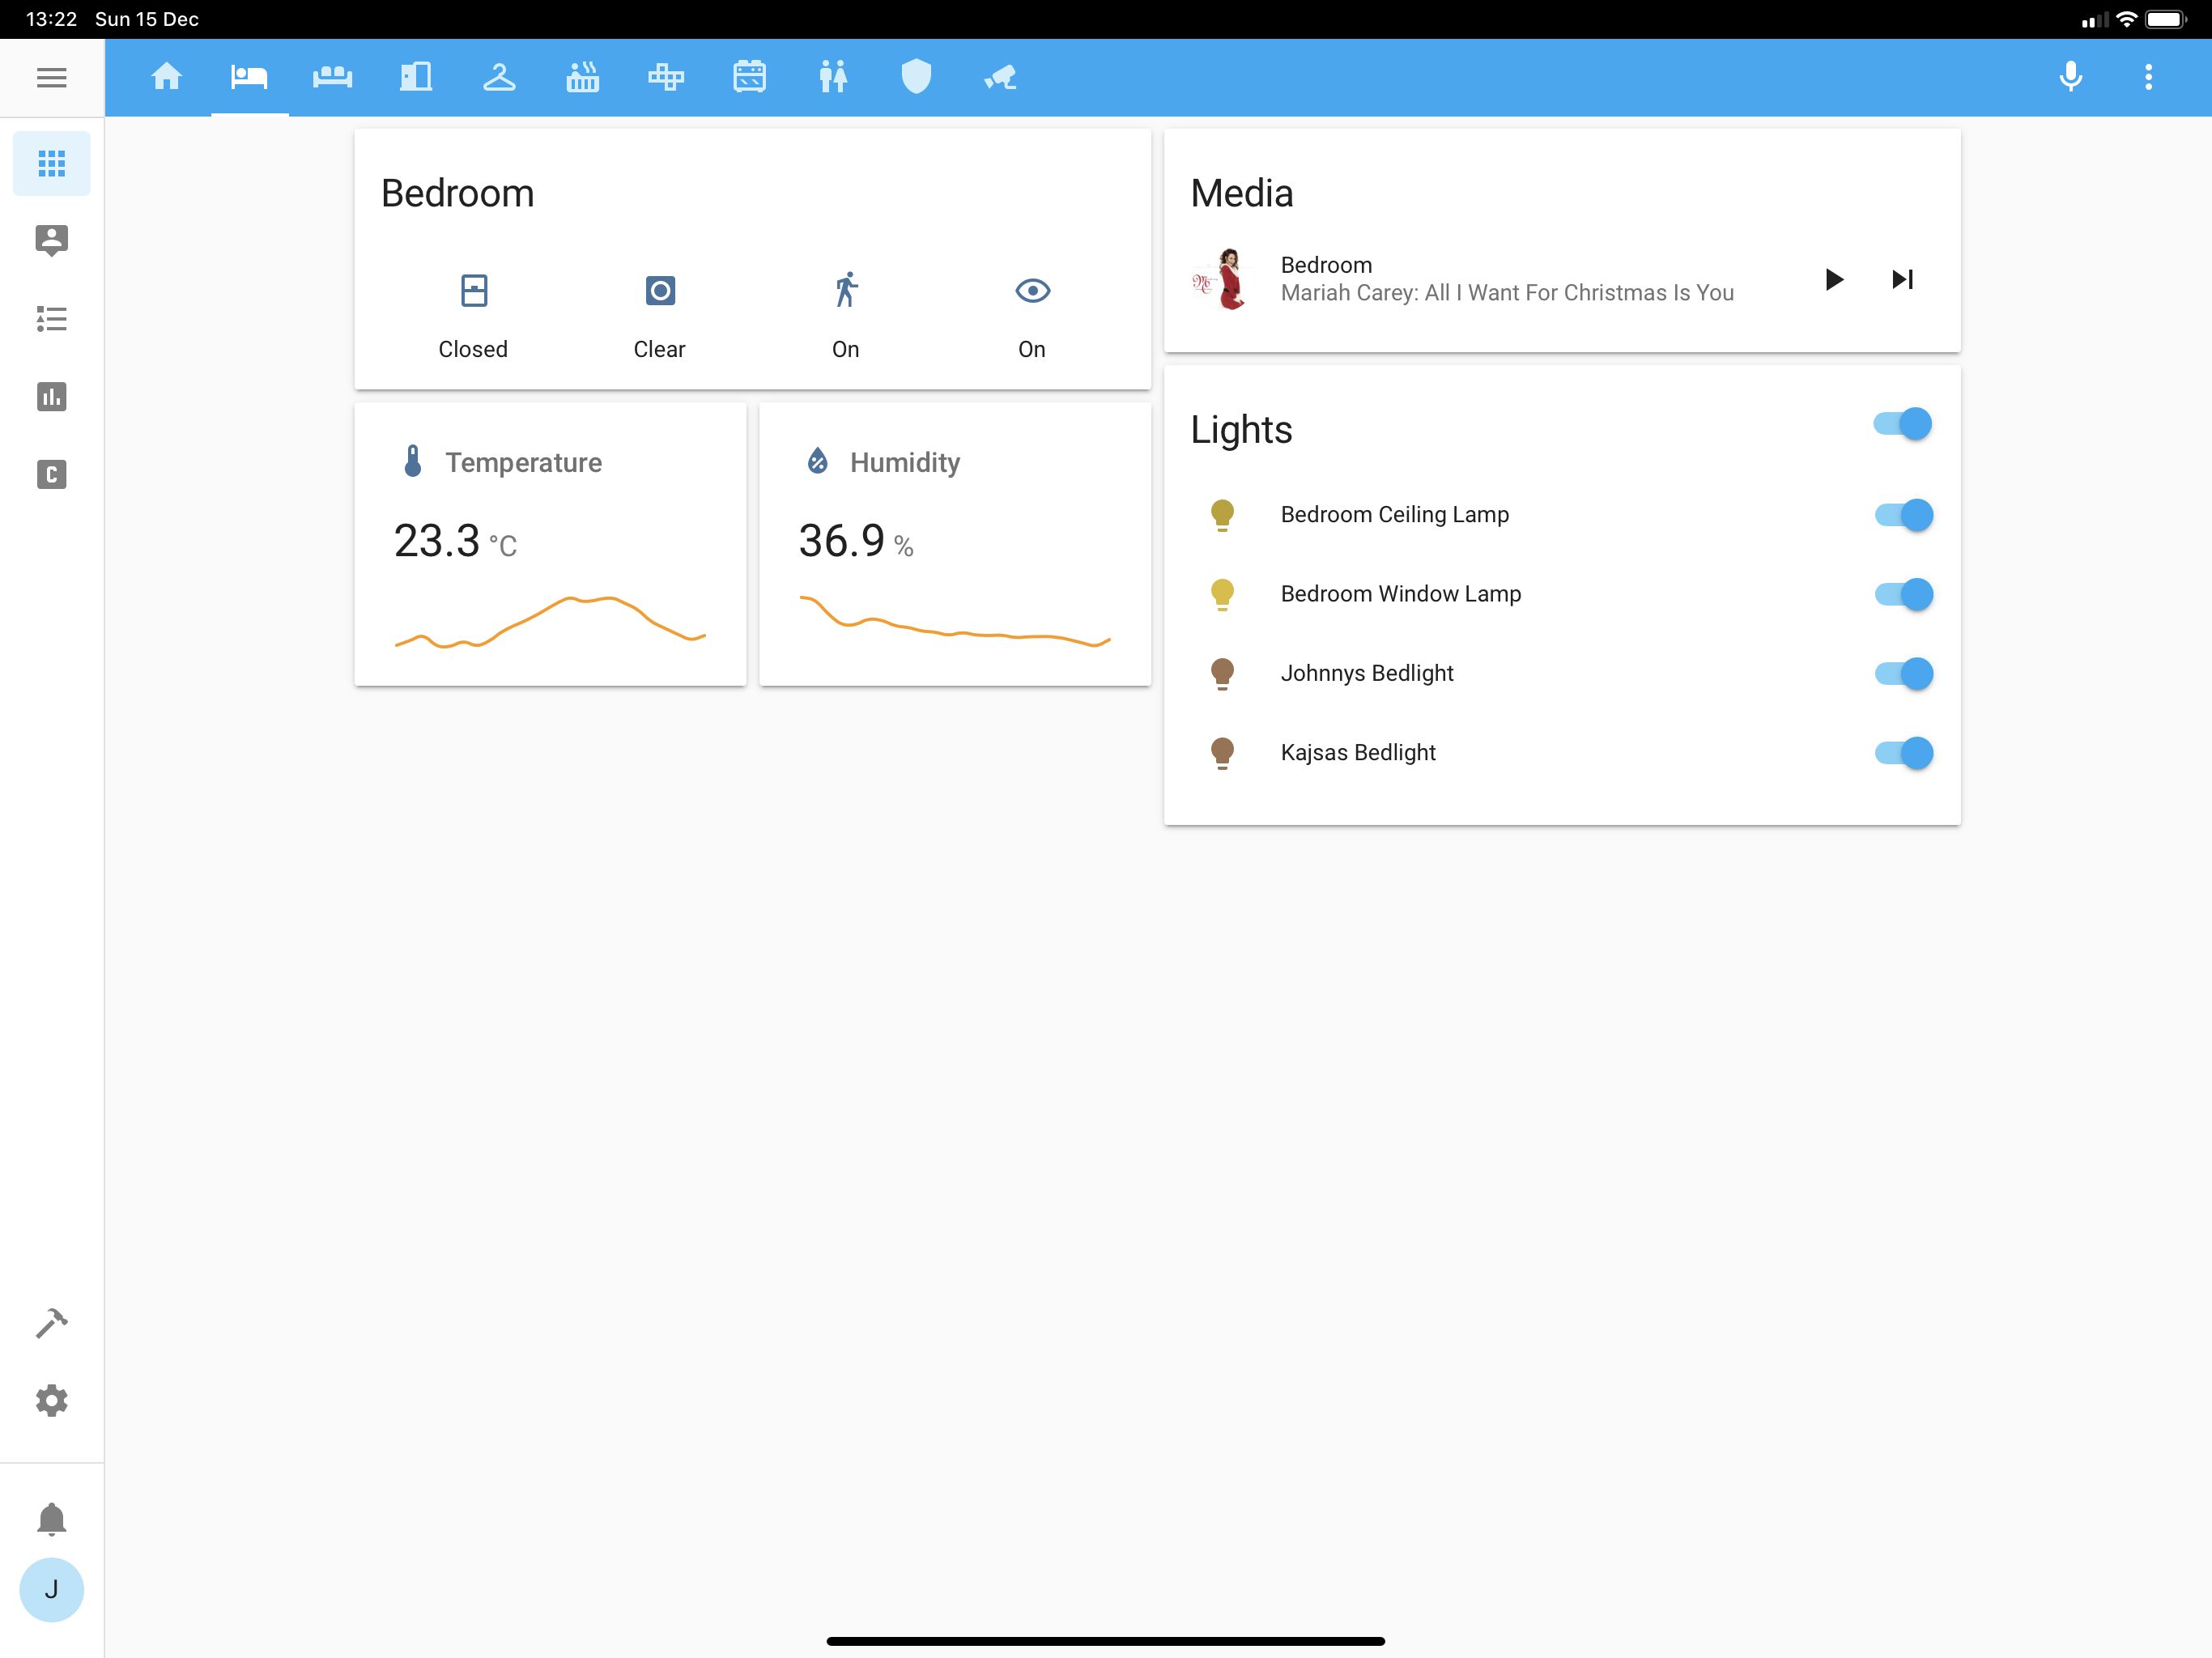 13:22 Sun 15 Dec
Bedroom
Closed Clear On On
Temperature
23.3 °C
Humidity
36.9 %
Media
Bedroom
Mariah Carey: All I Want For Christmas Is You
Lights
Bedroom Ceiling Lamp
Bedroom Window Lamp
Johnnys Bedlight
Kajsas Bedlight
C
J